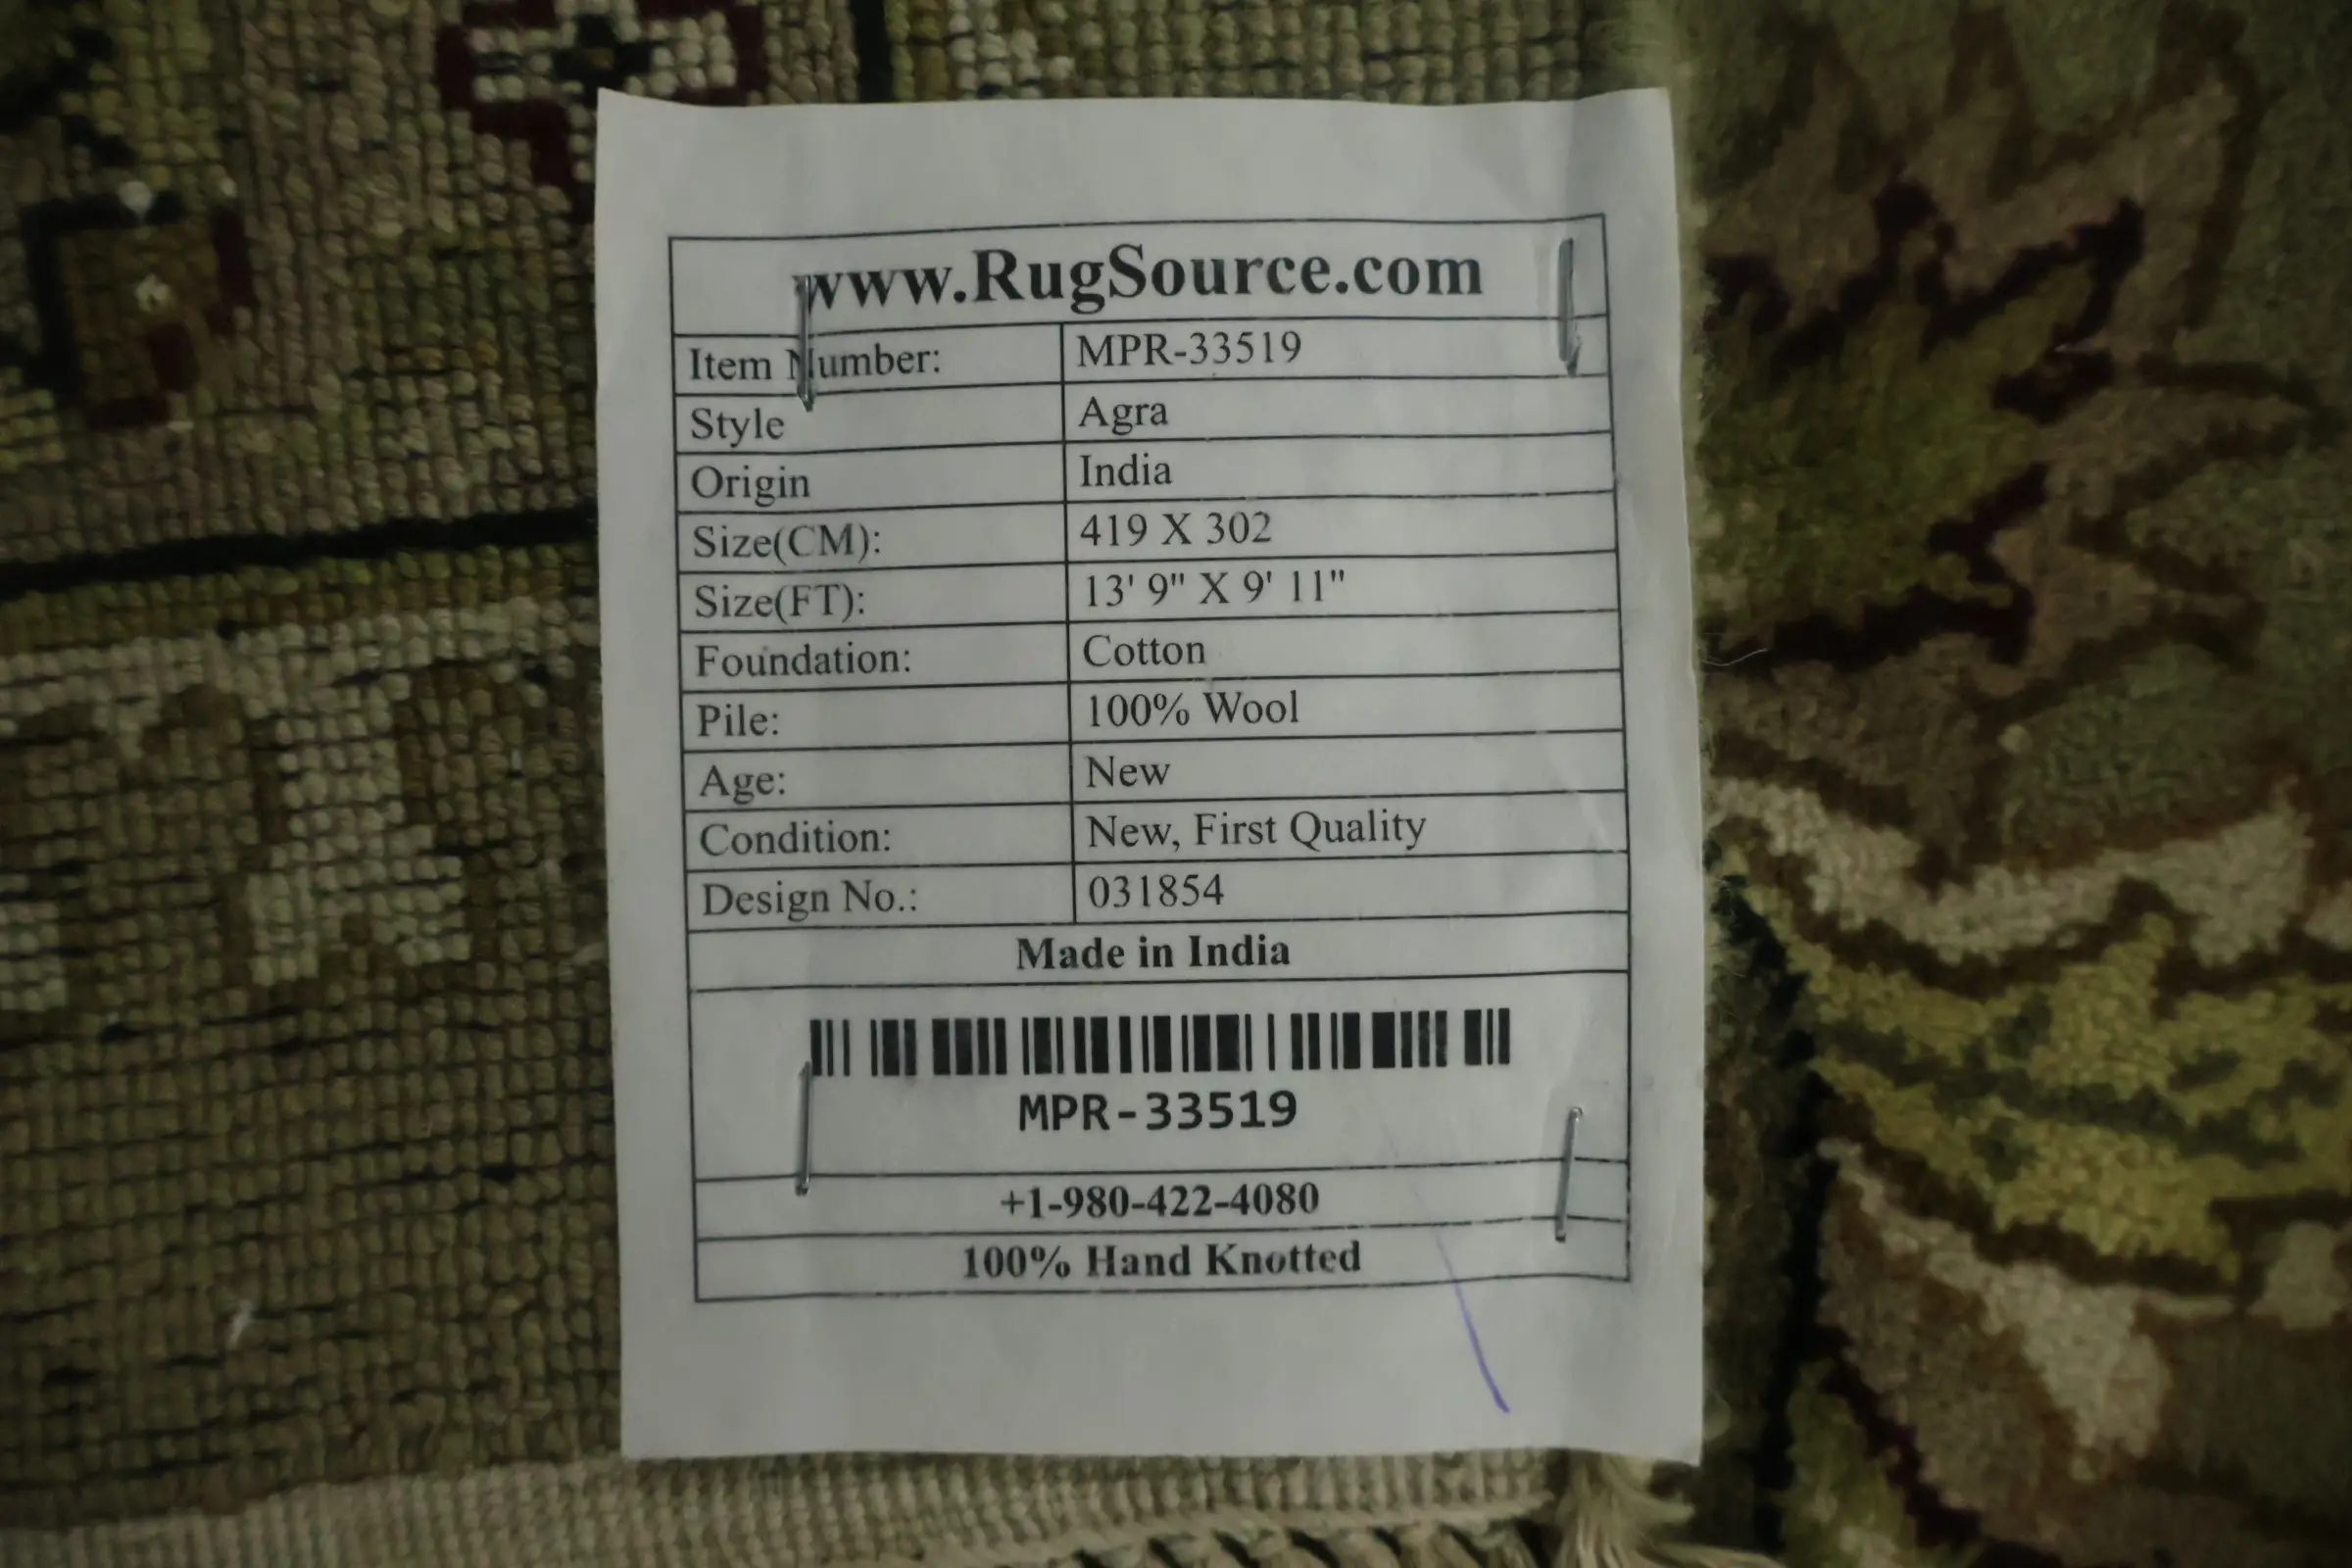 www.RugSource.com
Item Number: MPR-33519
Style Agra
Origin India
Size(CM): 419 X 302
Size(FT): 13' 9" X 9' 11"
Foundation: Cotton
Pile: 100% Wool
Age: New
Condition: New, First Quality
Design No.: 031854
Made in India
MPR-33519
+1-980-422-4080
100% Hand Knotted